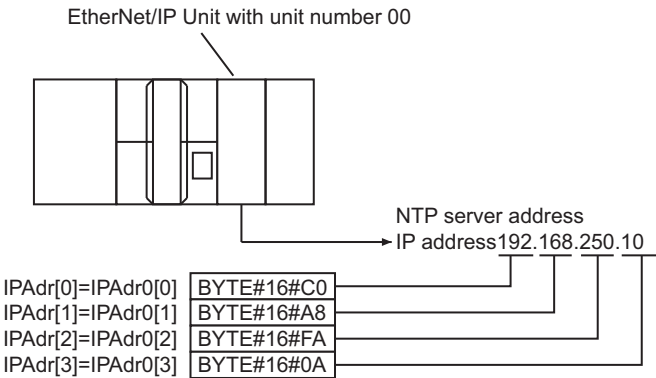 EtherNet/IP Unit with unit number 00
NTP server address
IP address192.168.250.10
IPAdr[0]=IPAdr0[0] BYTE#16#C0
IPAdr[1]=IPAdr0[1] BYTE#16#A8
IPAdr[2]=IPAdr0[2] BYTE#16#FA
IPAdr[3]=IPAdr0[3] BYTE#16#0A